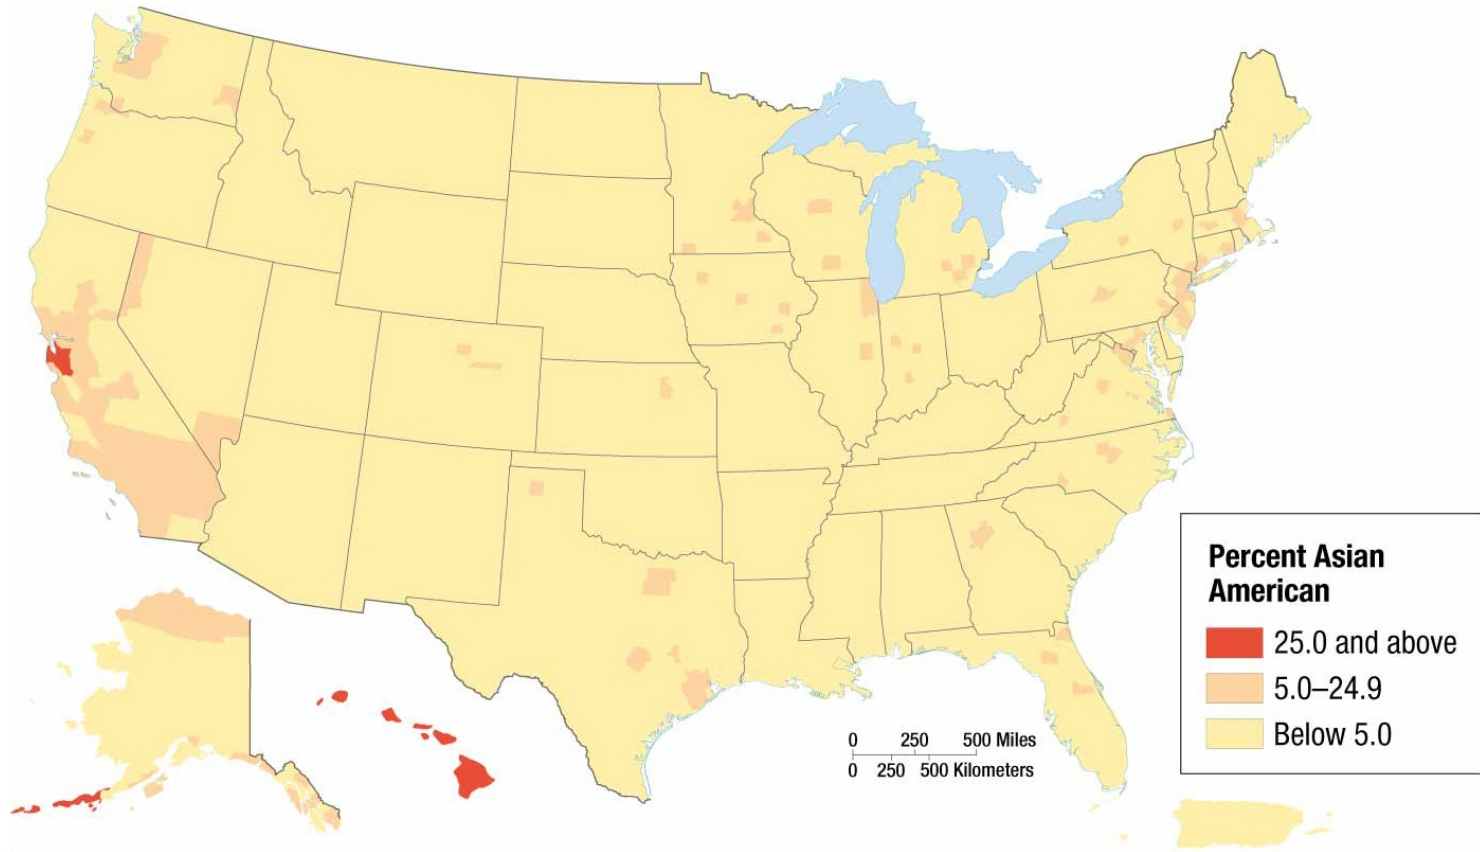 Percent Asian
American
25.0 and above
5.0–24.9
Below 5.0
0 250 500 Miles
0 250 500 Kilometers